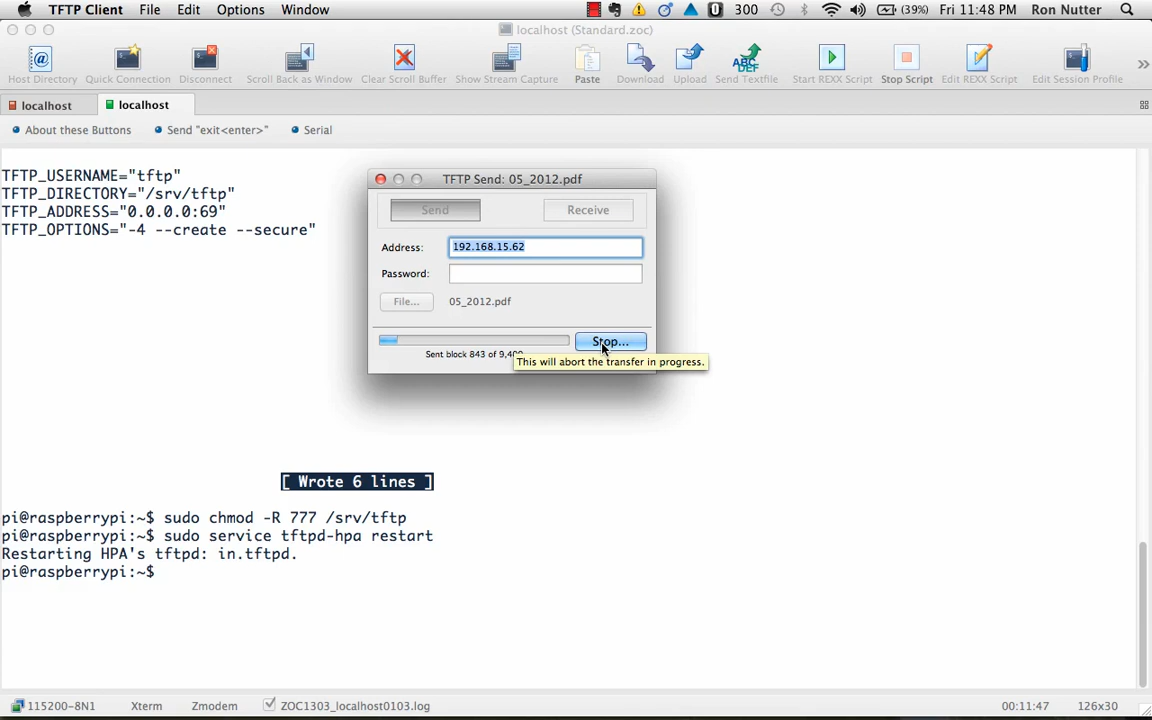 TFTP Client File Edit Options Window 300 (39%) Fri 11:48 PM Ron Nutter
localhost (Standard.zoc)
Host Directory Quick Connection Disconnect Scroll Back as Window Clear Scroll Buffer Show Stream Capture Paste Download Upload Send Textfile Start REXX Script Stop Script Edit REXX Script Edit Session Profile
localhost localhost
About these Buttons Send "exit<enter>" Serial
TFTP_USERNAME="tftp"
TFTP_DIRECTORY="/srv/tftp"
TFTP_ADDRESS="0.0.0.0:69"
TFTP_OPTIONS="-4 --create --secure"
TFTP Send: 05_2012.pdf
Send Receive
Address: 192.168.15.62
Password:
File... 05_2012.pdf
Stop...
Sent block 843 of
This will abort the transfer in progress.
[ Wrote 6 lines ]
pi@raspberrypi:~$ sudo chmod -R 777 /srv/tftp
pi@raspberrypi:~$ sudo service tftpd-hpa restart
Restarting HPA's tftpd: in.tftpd.
pi@raspberrypi:~$
115200-8N1 Xterm Zmodem ZOC1303_localhost0103.log 00:11:47 126x30